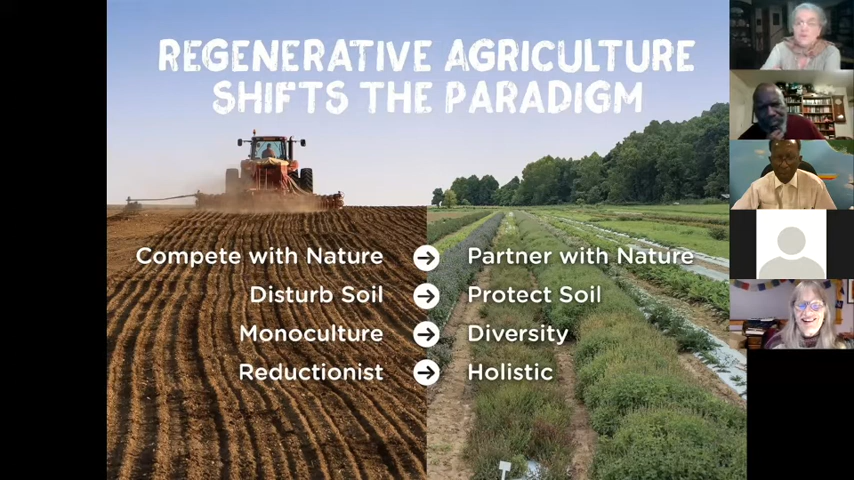 REGENERATIVE AGRICULTURE
SHIFTS THE PARADIGM
Compete with Nature → Partner with Nature
Disturb Soil → Protect Soil
Monoculture → Diversity
Reductionist → Holistic